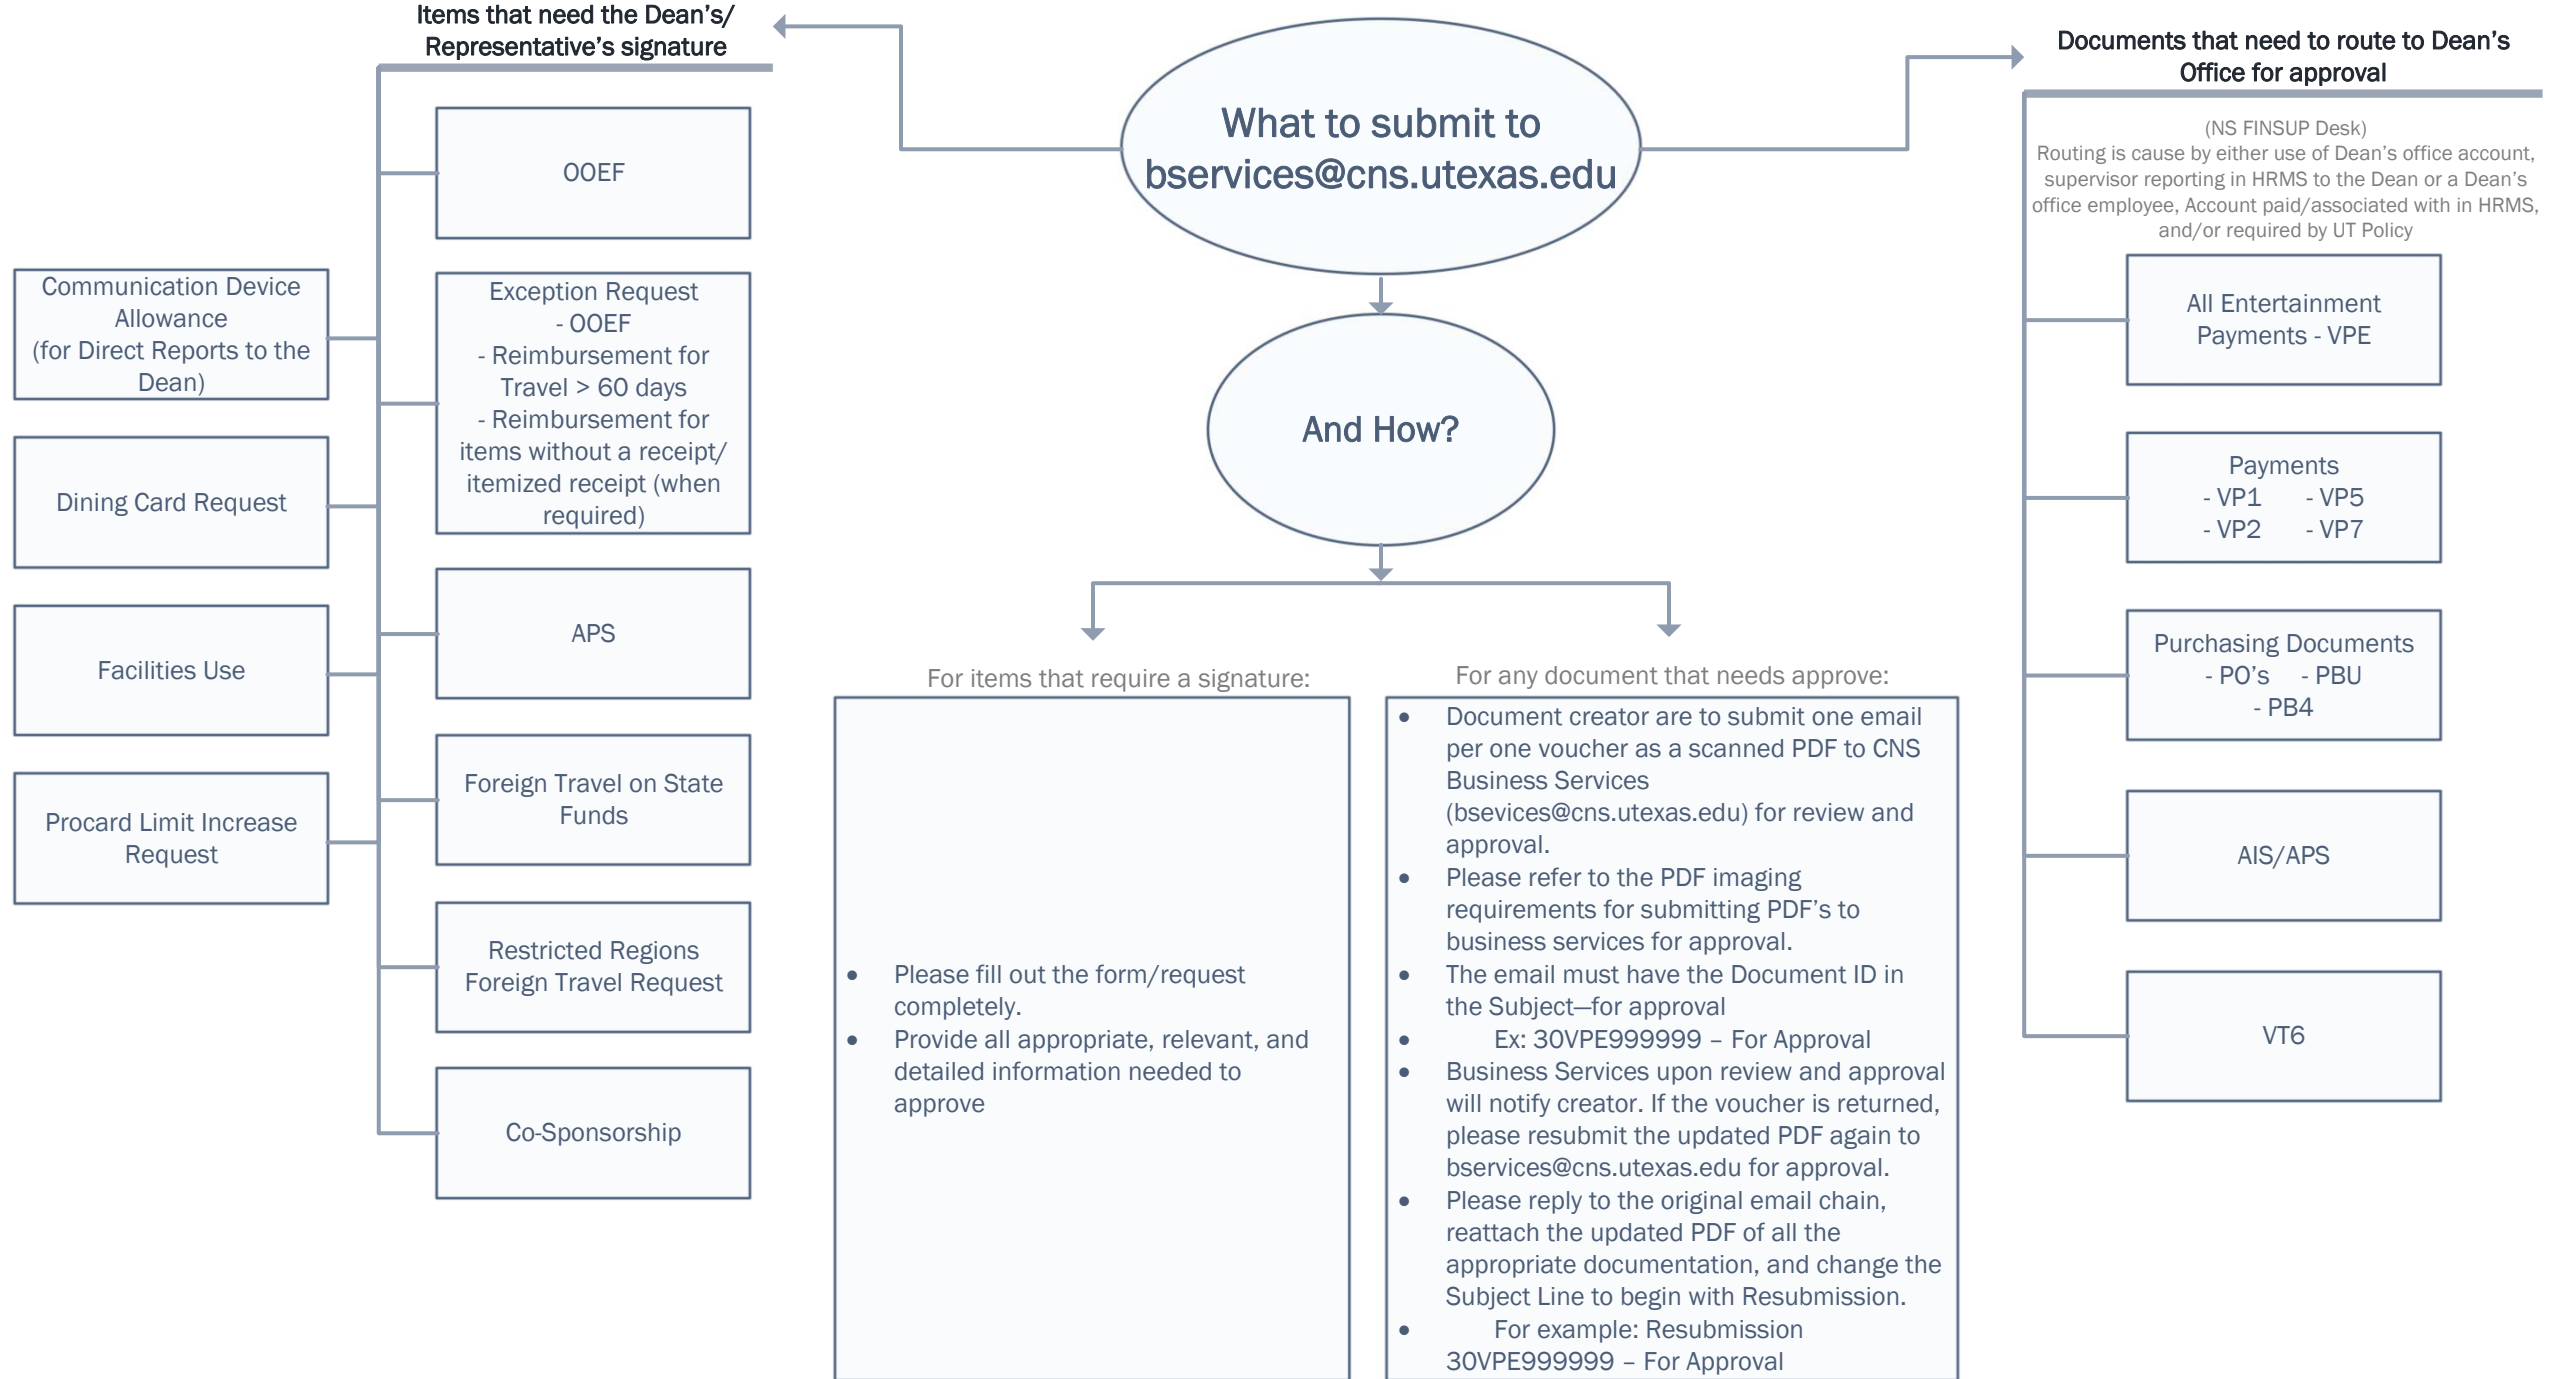 Items that need the Dean’s/
Representative’s signature
OOEF
Exception Request
- OOEF
- Reimbursement for
Travel > 60 days
- Reimbursement for
items without a receipt/
itemized receipt (when
required)
APS
Foreign Travel on State
Funds
Restricted Regions
Foreign Travel Request
Co-Sponsorship
Communication Device
Allowance
(for Direct Reports to the
Dean)
Dining Card Request
Facilities Use
Procard Limit Increase
Request
What to submit to
bservices@cns.utexas.edu
And How?
For items that require a signature:
• Please fill out the form/request
completely.
• Provide all appropriate, relevant, and
detailed information needed to
approve
For any document that needs approve:
• Document creator are to submit one email
per one voucher as a scanned PDF to CNS
Business Services
(bsevices@cns.utexas.edu) for review and
approval.
• Please refer to the PDF imaging
requirements for submitting PDF’s to
business services for approval.
• The email must have the Document ID in
the Subject—for approval
• Ex: 30VPE999999 – For Approval
• Business Services upon review and approval
will notify creator. If the voucher is returned,
please resubmit the updated PDF again to
bservices@cns.utexas.edu for approval.
• Please reply to the original email chain,
reattach the updated PDF of all the
appropriate documentation, and change the
Subject Line to begin with Resubmission.
• For example: Resubmission
30VPE999999 – For Approval
Documents that need to route to Dean’s
Office for approval
(NS FINSUP Desk)
Routing is cause by either use of Dean’s office account,
supervisor reporting in HRMS to the Dean or a Dean’s
office employee, Account paid/associated with in HRMS,
and/or required by UT Policy
All Entertainment
Payments - VPE
Payments
- VP1 - VP5
- VP2 - VP7
Purchasing Documents
- PO’s - PBU
- PB4
AIS/APS
VT6